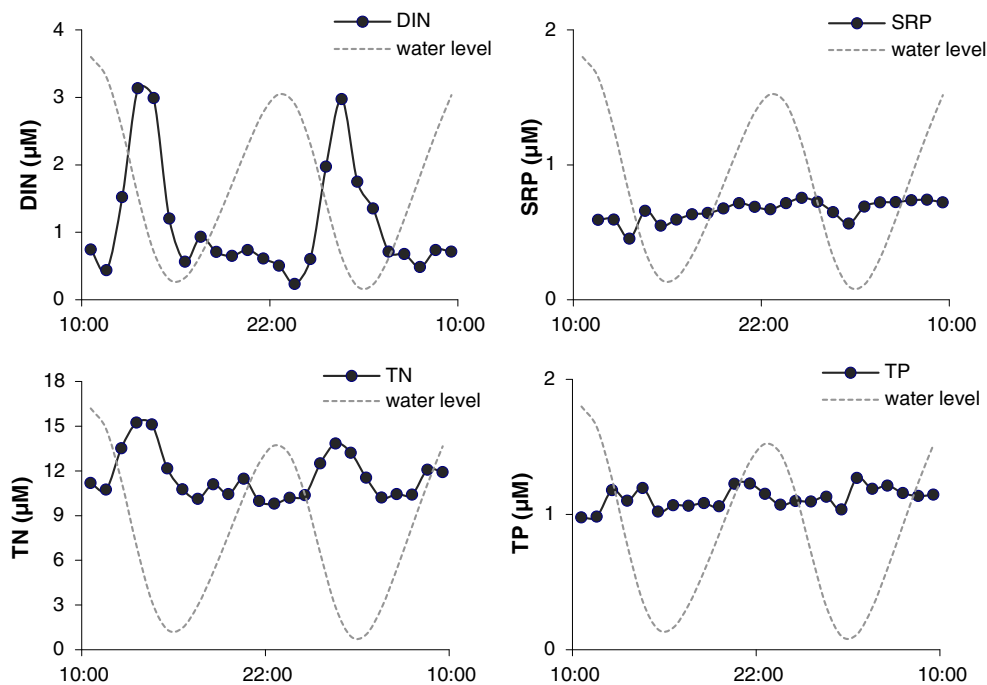 DIN
water level
4
3
2
1
0
DIN (µM)
10:00
22:00
10:00
SRP
water level
2
1
0
SRP (µM)
10:00
22:00
10:00
TN
water level
18
15
12
9
6
3
0
TN (µM)
10:00
22:00
10:00
TP
water level
2
1
0
TP (µM)
10:00
22:00
10:00